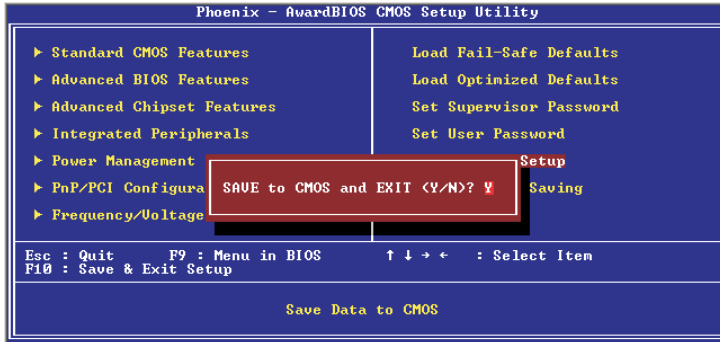 Phoenix - AwardBIOS CMOS Setup Utility
Standard CMOS Features
Advanced BIOS Features
Advanced Chipset Features
Integrated Peripherals
Power Management
PnP/PCI Configura
Frequency/Voltage
Load Fail-Safe Defaults
Load Optimized Defaults
Set Supervisor Password
Set User Password
Setup
Saving
SAVE to CMOS and EXIT (Y/N)? Y
Esc : Quit F9 : Menu in BIOS ↑ ↓ → ← : Select Item
F10 : Save & Exit Setup
Save Data to CMOS